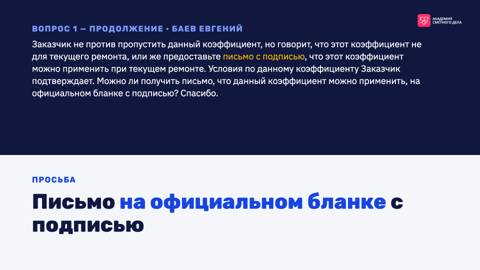 ВОПРОС 1 — ПРОДОЛЖЕНИЕ · БАЕВ ЕВГЕНИЙ
АКАДЕМИЯ
СМЕТНОГО ДЕЛА
Заказчик не против пропустить данный коэффициент, но говорит, что этот коэффициент не
для текущего ремонта, или же предоставьте письмо с подписью, что этот коэффициент
можно применить при текущем ремонте. Условия по данному коэффициенту Заказчик
подтверждает. Можно ли получить письмо, что данный коэффициент можно применить, на
официальном бланке с подписью? Спасибо.
ПРОСЬБА
Письмо на официальном бланке с
подписью